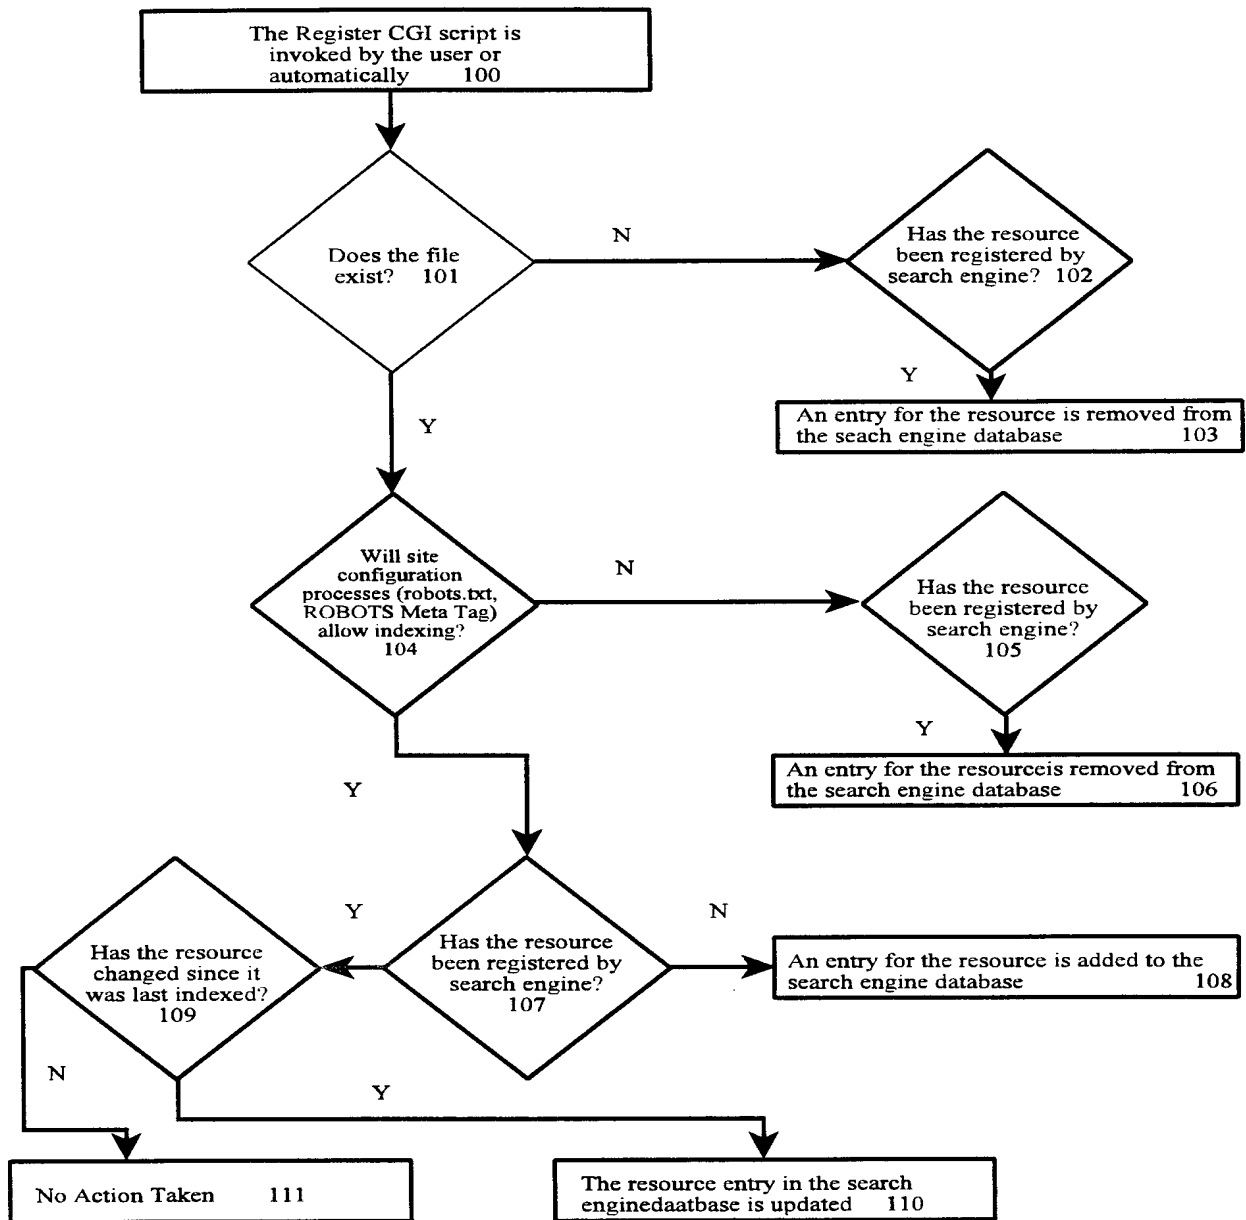 The Register CGI script is
invoked by the user or
automatically 100
Does the file
exist? 101
N
Has the resource
been registered by
search engine? 102
Y
An entry for the resource is removed from
the seach engine database 103
Y
Will site
configuration
processes (robots.txt,
ROBOTS Meta Tag)
allow indexing?
104
N
Has the resource
been registered by
search engine?
105
Y
An entry for the resourceis removed from
the search engine database 106
Y
Has the resource
been registered by
search engine?
107
N
An entry for the resource is added to the
search engine database 108
Y
Has the resource
changed since it
was last indexed?
109
N
Y
No Action Taken 111
The resource entry in the search
enginedaatbase is updated 110